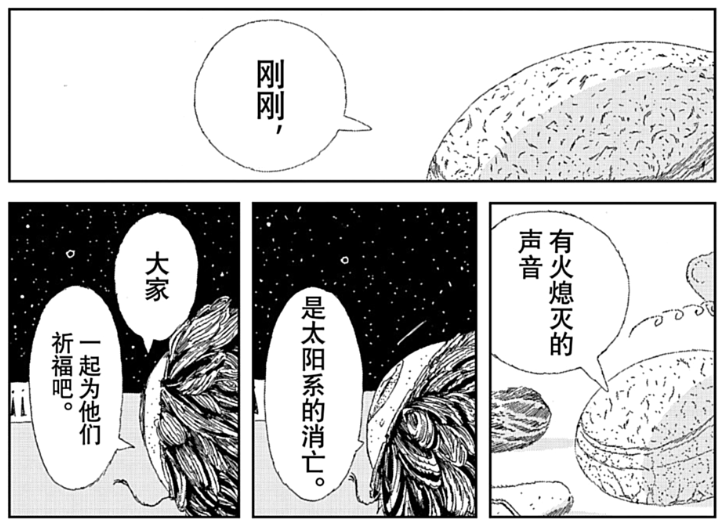 刚刚，
有火熄灭的
声音
是太阳系的消亡。
大家
一起为他们
祈福吧。